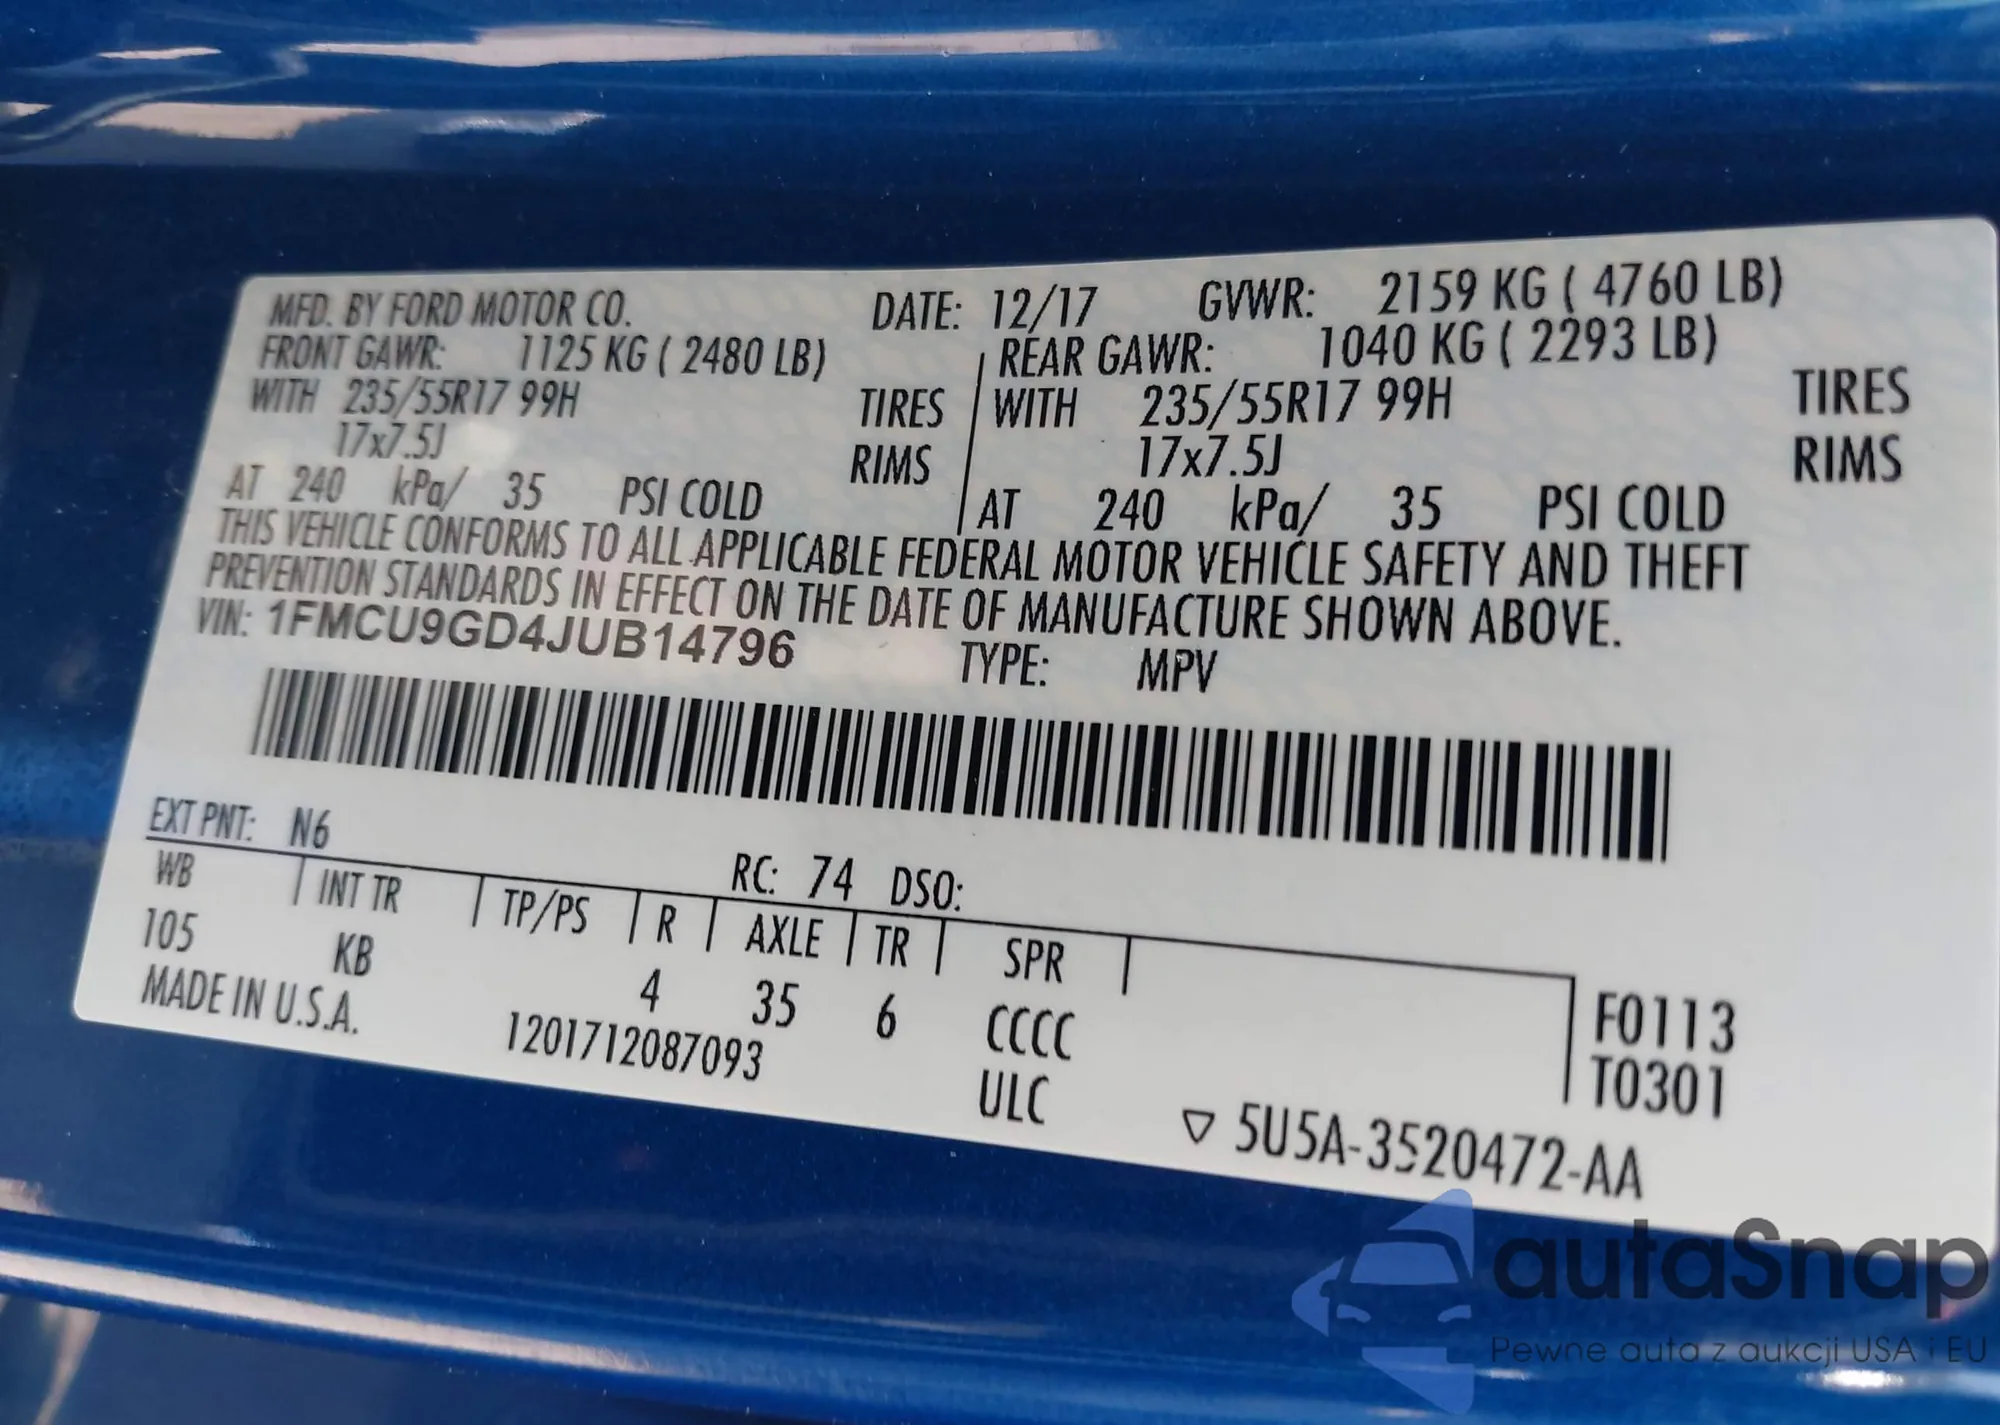 MFD. BY FORD MOTOR CO. DATE: 12/17 GVWR: 2159 KG ( 4760 LB)
FRONT GAWR: 1125 KG ( 2480 LB) REAR GAWR: 1040 KG ( 2293 LB)
WITH 235/55R17 99H TIRES WITH 235/55R17 99H TIRES
17x7.5J RIMS 17x7.5J RIMS
AT 240 kPa/ 35 PSI COLD AT 240 kPa/ 35 PSI COLD
THIS VEHICLE CONFORMS TO ALL APPLICABLE FEDERAL MOTOR VEHICLE SAFETY AND THEFT
PREVENTION STANDARDS IN EFFECT ON THE DATE OF MANUFACTURE SHOWN ABOVE.
VIN: 1FMCU9GD4JUB14796 TYPE: MPV
EXT PNT: N6 RC: 74 DSO:
WB INT TR TP/PS R AXLE TR SPR
105 KB 4 35 6 CCCC F0113
MADE IN U.S.A. 1201712087093 ULC T0301
▽ 5U5A-3520472-AA
autaSnap
Pewne auta z aukcji USA i EU